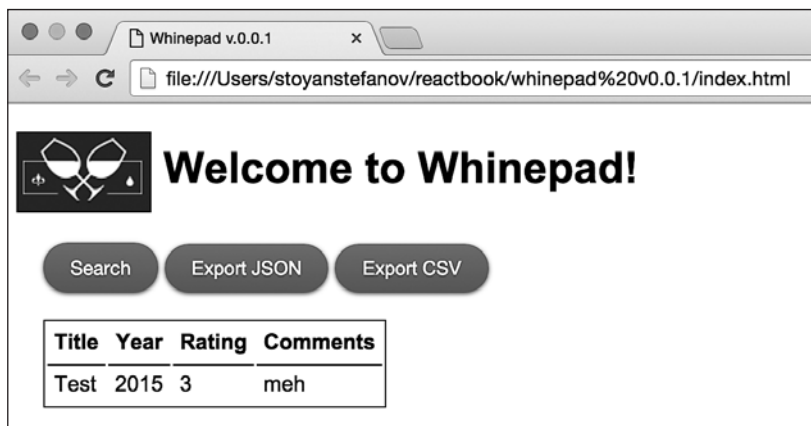 Whinepad v.0.0.1
file:///Users/stoyanstefanov/reactbook/whinepad%20v0.0.1/index.html
Welcome to Whinepad!
Search Export JSON Export CSV
Title Year Rating Comments
Test 2015 3 meh